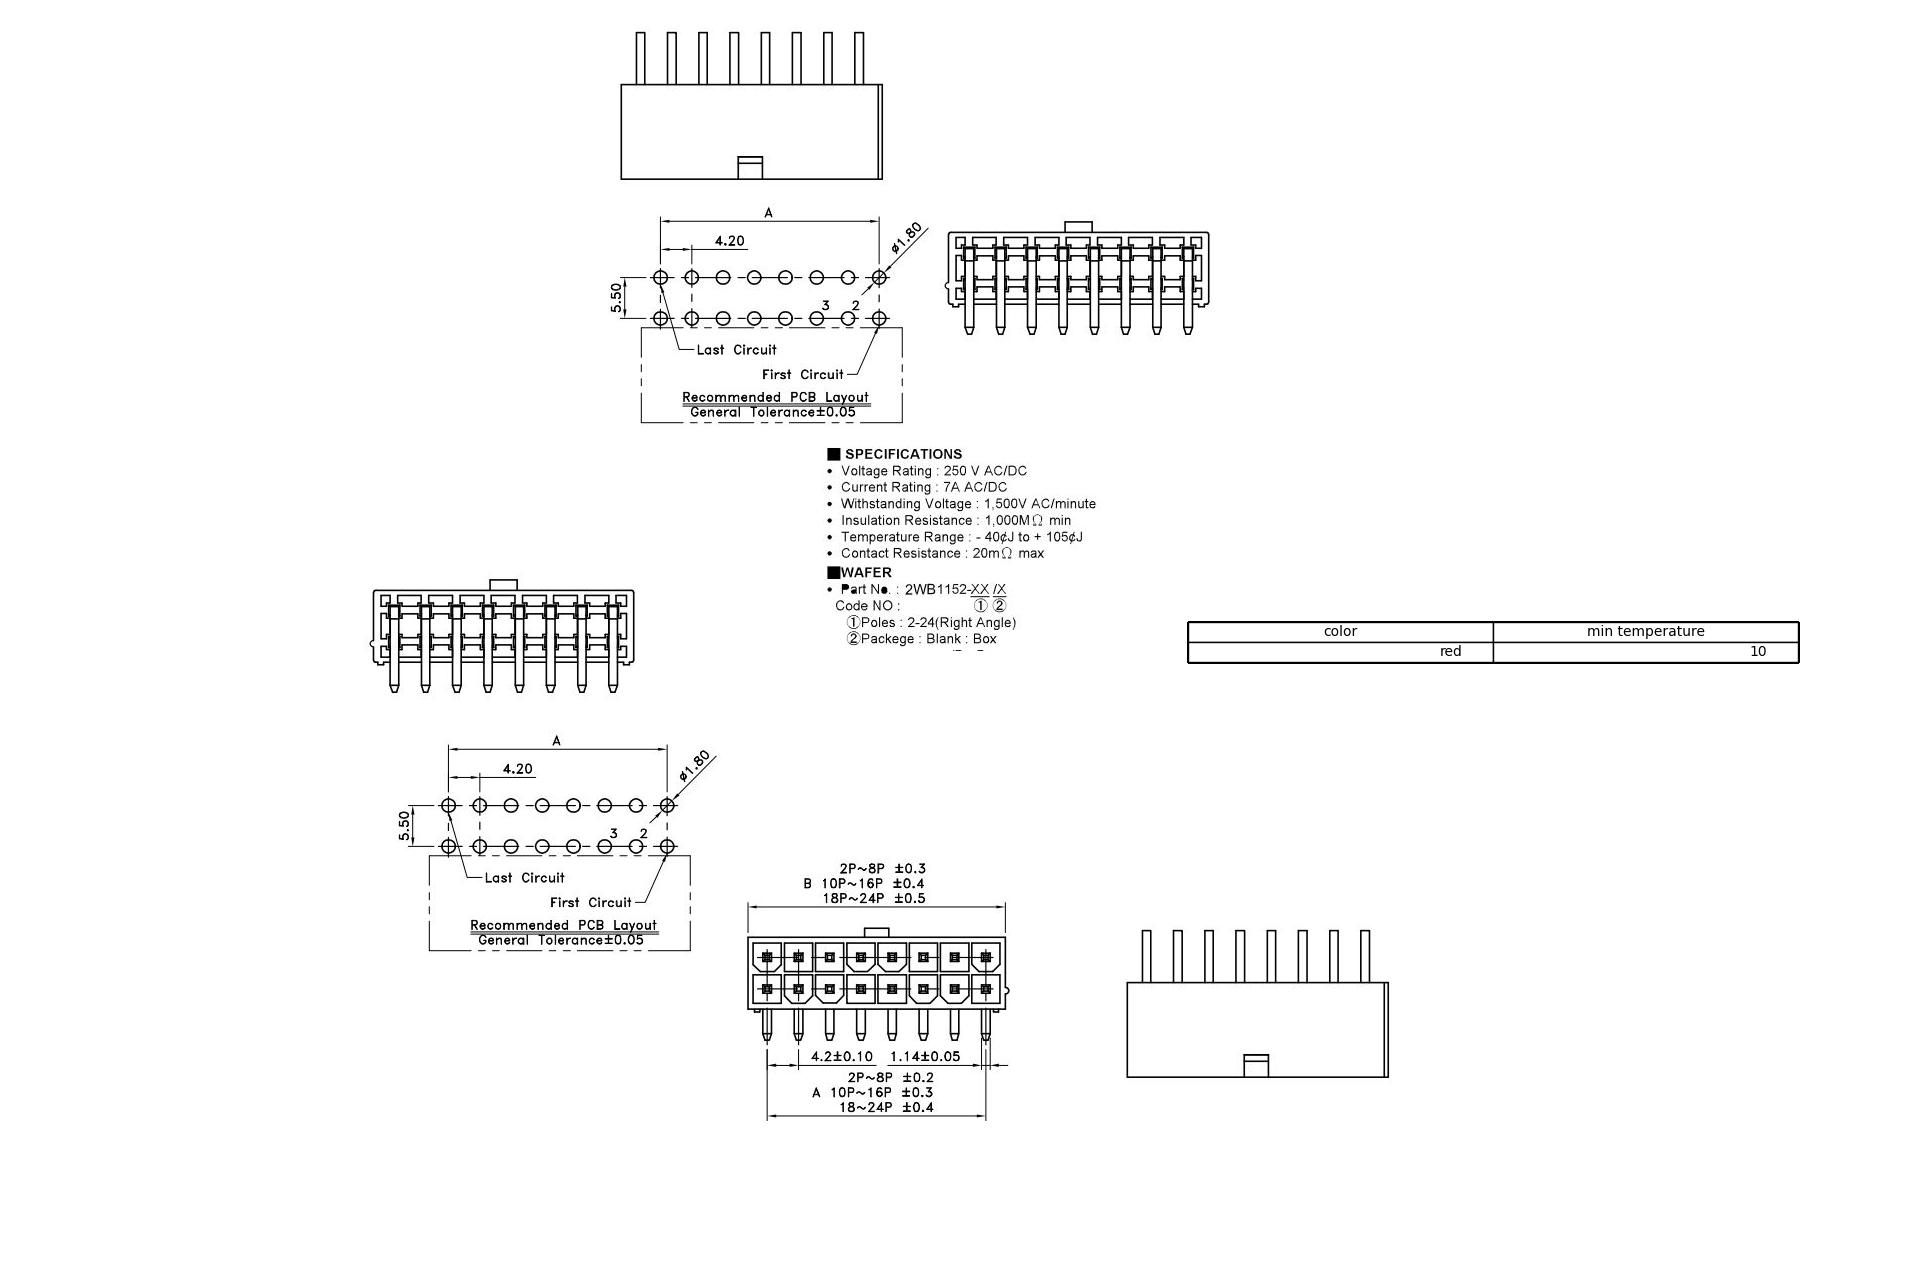 A
4.20
ø1.80
5.50
3 2
Last Circuit
First Circuit
Recommended PCB Layout
General Tolerance±0.05
■ SPECIFICATIONS
• Voltage Rating : 250 V AC/DC
• Current Rating : 7A AC/DC
• Withstanding Voltage : 1,500V AC/minute
• Insulation Resistance : 1,000MΩ min
• Temperature Range : - 40¢J to + 105¢J
• Contact Resistance : 20mΩ max
■WAFER
• Part No. : 2WB1152-XX /X
Code NO : ① ②
①Poles : 2-24(Right Angle)
②Packege : Blank : Box
color min temperature
red 10
A
4.20
ø1.80
5.50
3 2
Last Circuit
First Circuit
Recommended PCB Layout
General Tolerance±0.05
2P~8P ±0.3
B 10P~16P ±0.4
18P~24P ±0.5
4.2±0.10 1.14±0.05
2P~8P ±0.2
A 10P~16P ±0.3
18~24P ±0.4